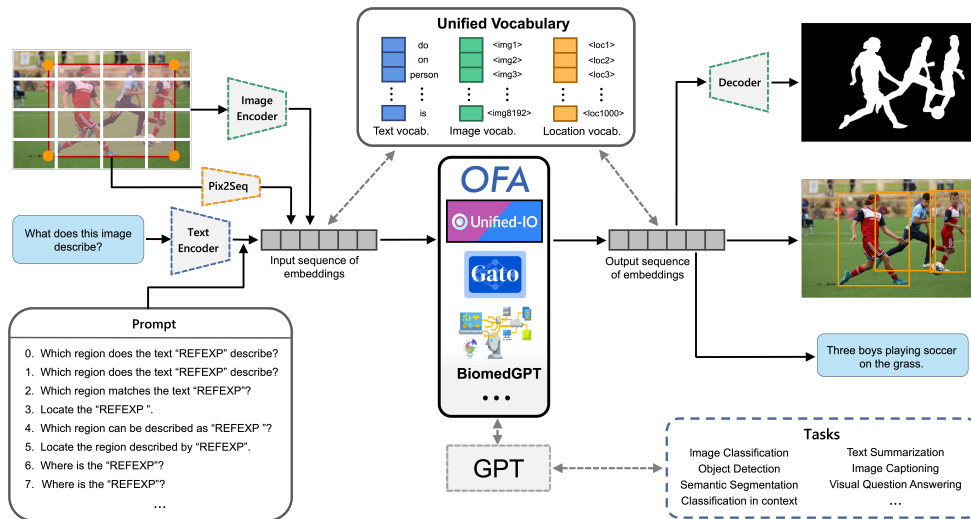 Unified Vocabulary
do
on
person
is
Text vocab.
<img1>
<img2>
<img3>
<img8192>
Image vocab.
<loc1>
<loc2>
<loc3>
<loc1000>
Location vocab.
Image
Encoder
Pix2Seq
What does this image
describe?
Text
Encoder
Input sequence of
embeddings
Prompt
0. Which region does the text “REFEXP” describe?
1. Which region does the text “REFEXP” describe?
2. Which region matches the text “REFEXP”?
3. Locate the “REFEXP ”.
4. Which region can be described as “REFEXP ”?
5. Locate the region described by “REFEXP”.
6. Where is the “REFEXP”?
7. Where is the “REFEXP”?
...
OFA
Unified-IO
Gato
BiomedGPT
...
GPT
Output sequence
of embeddings
Decoder
Three boys playing soccer
on the grass.
Tasks
Image Classification
Object Detection
Semantic Segmentation
Classification in context
Text Summarization
Image Captioning
Visual Question Answering
...